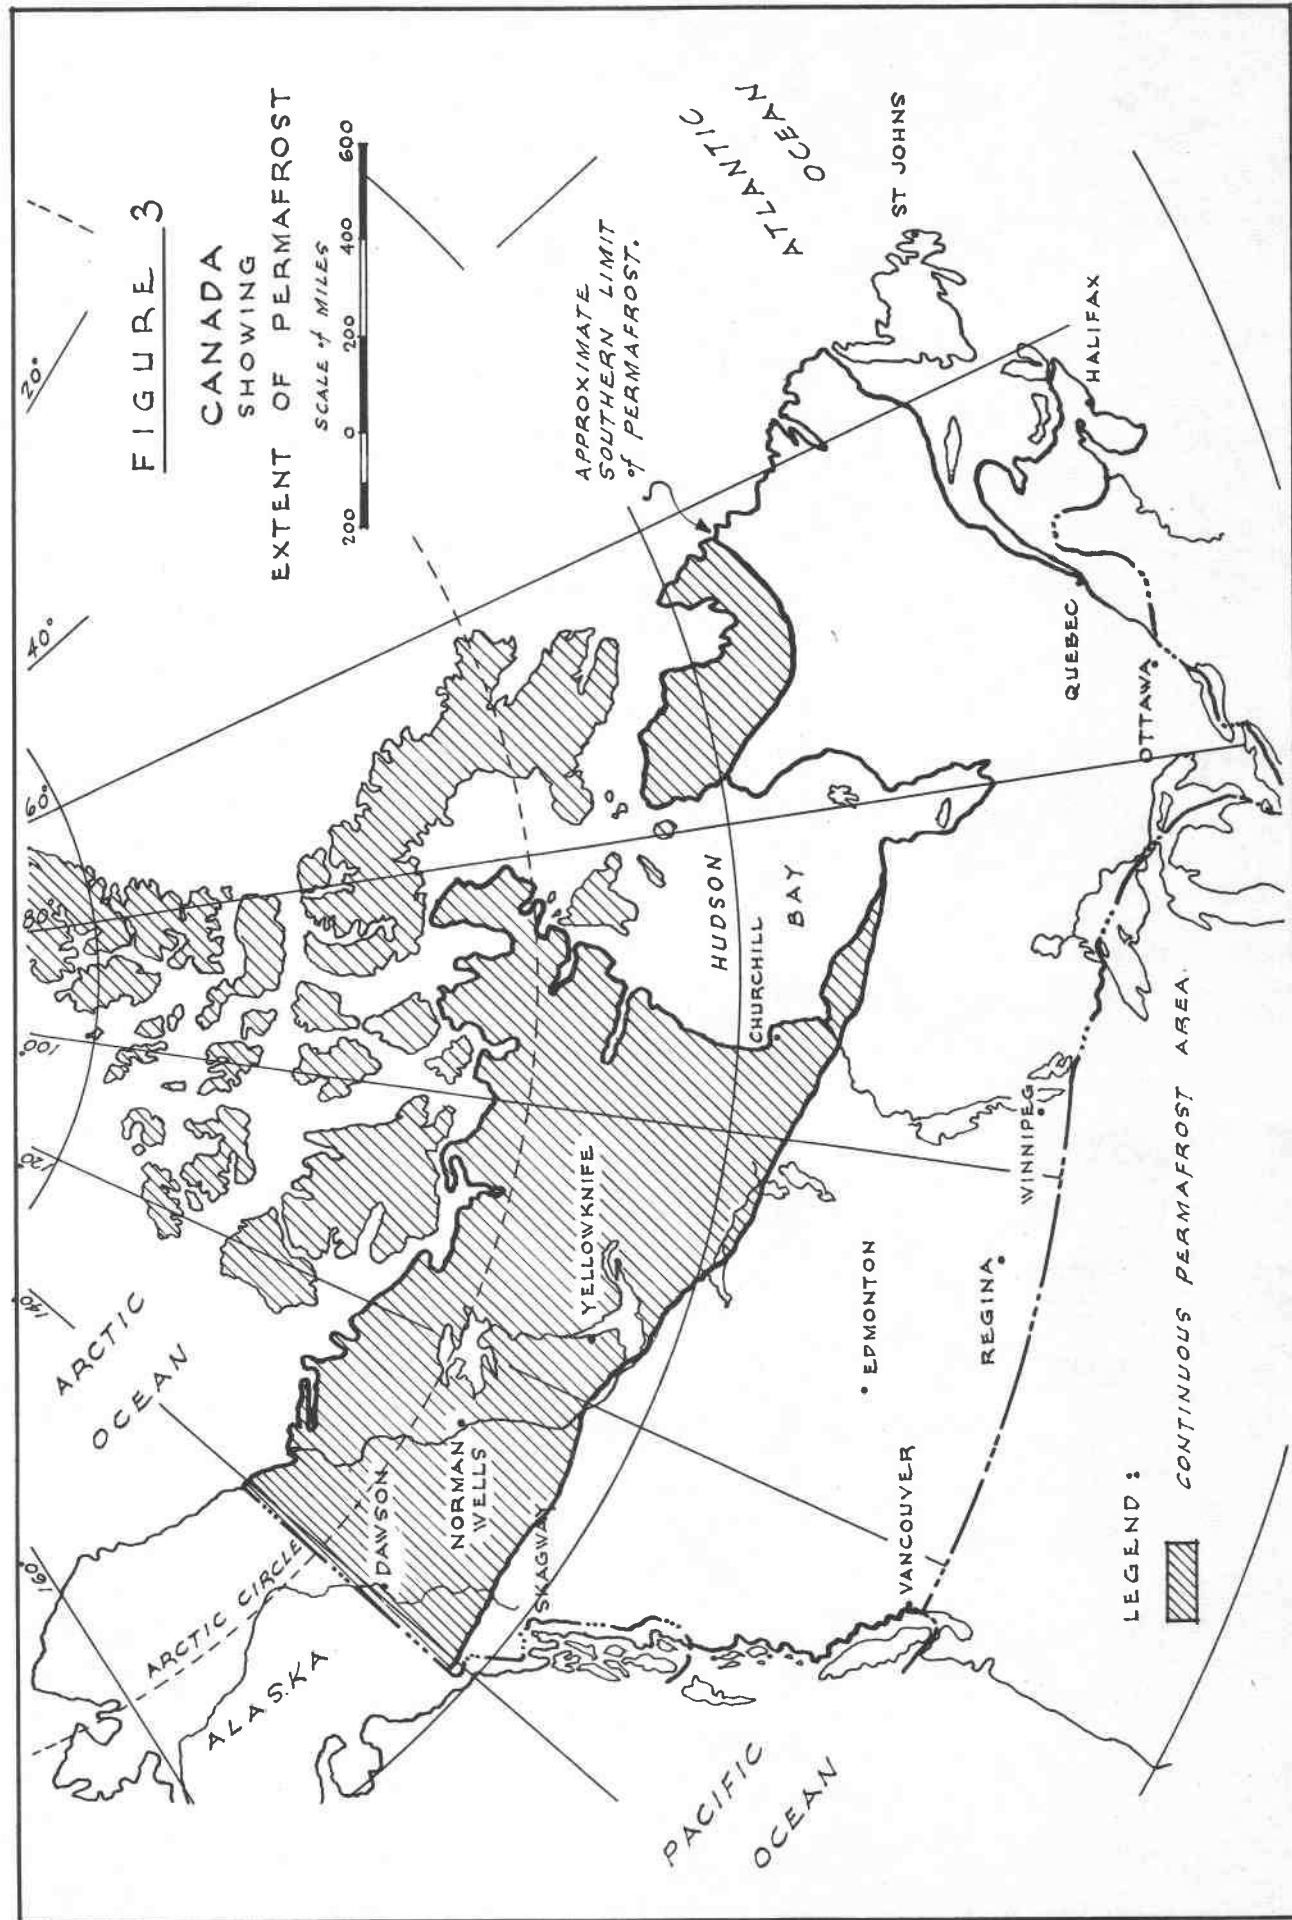 FIGURE 3
CANADA
SHOWING
EXTENT OF PERMAFROST
SCALE of MILES
200 0 200 400 600
20°
40°
60°
80°
100°
120°
140°
160°
ARCTIC
OCEAN
ARCTIC CIRCLE
ALASKA
DAWSON
NORMAN
WELLS
SKAGWAY
YELLOWKNIFE
HUDSON
BAY
CHURCHILL
APPROXIMATE
SOUTHERN LIMIT
of PERMAFROST.
ATLANTIC
OCEAN
ST JOHNS
HALIFAX
QUEBEC
OTTAWA
WINNIPEG
REGINA
EDMONTON
VANCOUVER
PACIFIC
OCEAN
LEGEND :
CONTINUOUS PERMAFROST AREA.